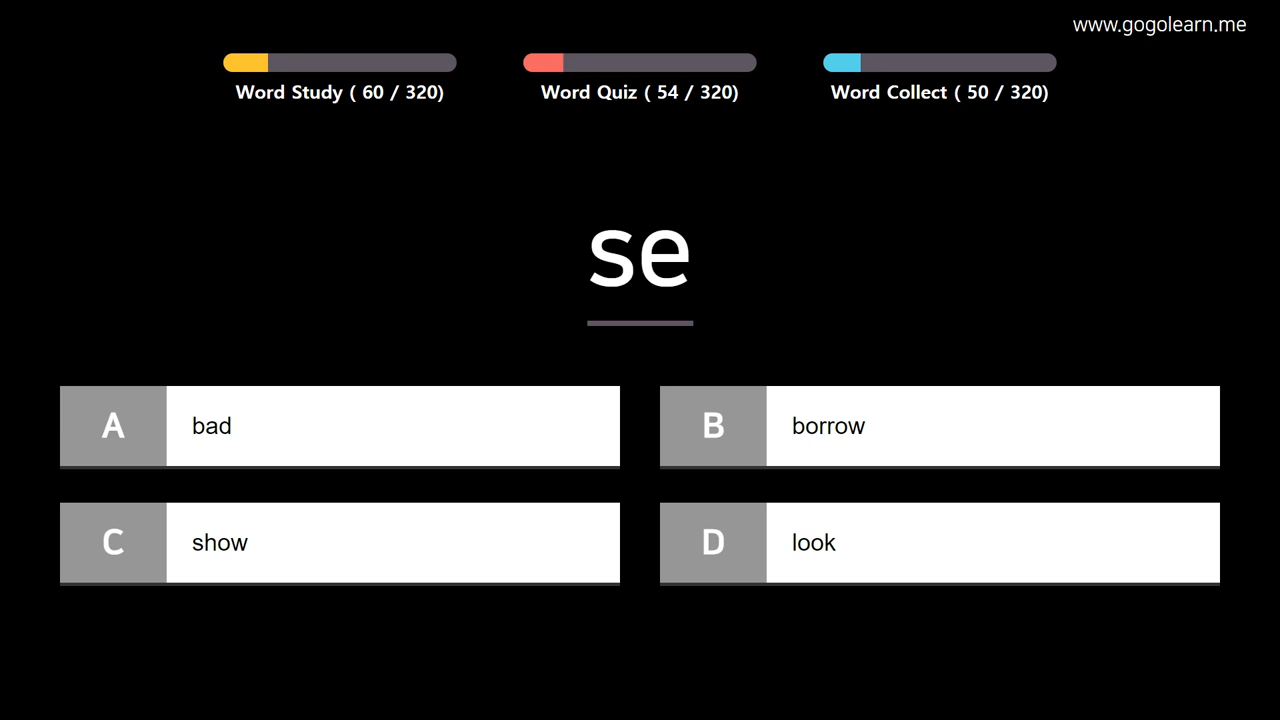 www.gogolearn.me
Word Study ( 60 / 320)
Word Quiz ( 54 / 320)
Word Collect ( 50 / 320)
se
A bad
B borrow
C show
D look